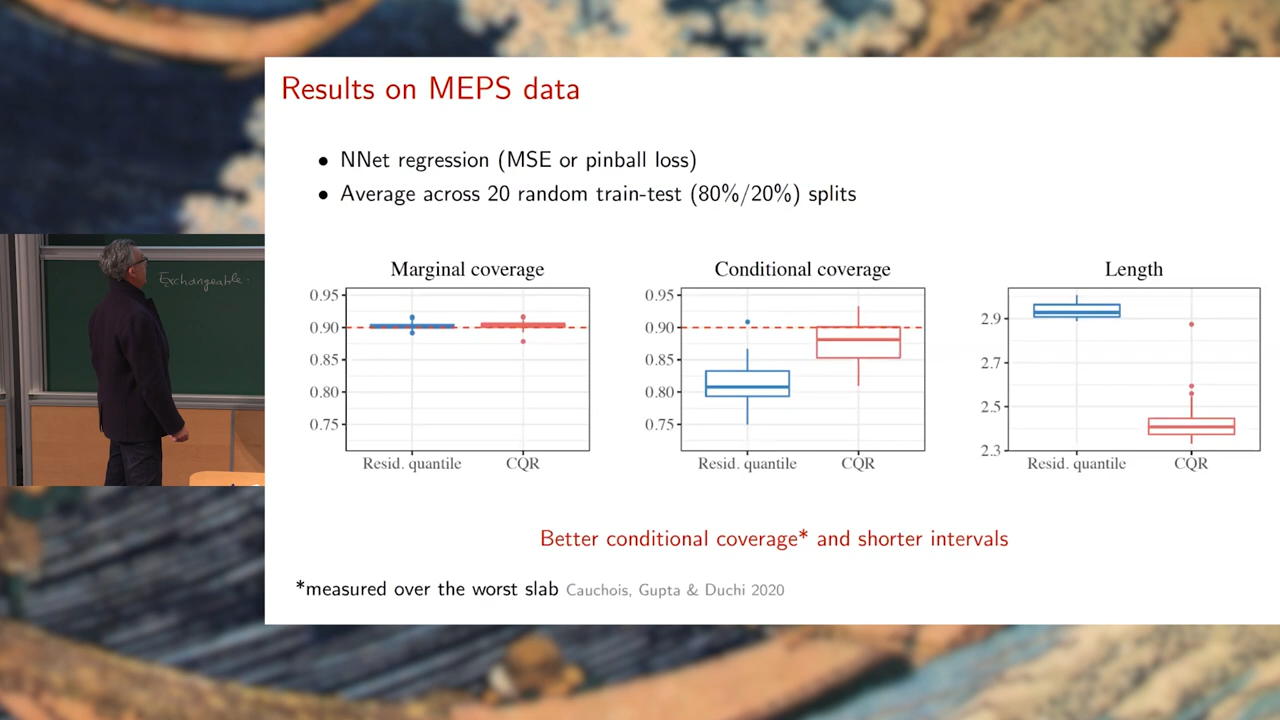 Results on MEPS data
• NNet regression (MSE or pinball loss)
• Average across 20 random train-test (80%/20%) splits
Exchangeable.
Marginal coverage
0.95
0.90
0.85
0.80
0.75
Resid. quantile CQR
Conditional coverage
0.95
0.90
0.85
0.80
0.75
Resid. quantile CQR
Length
2.9
2.7
2.5
2.3
Resid. quantile CQR
Better conditional coverage* and shorter intervals
*measured over the worst slab Cauchois, Gupta & Duchi 2020